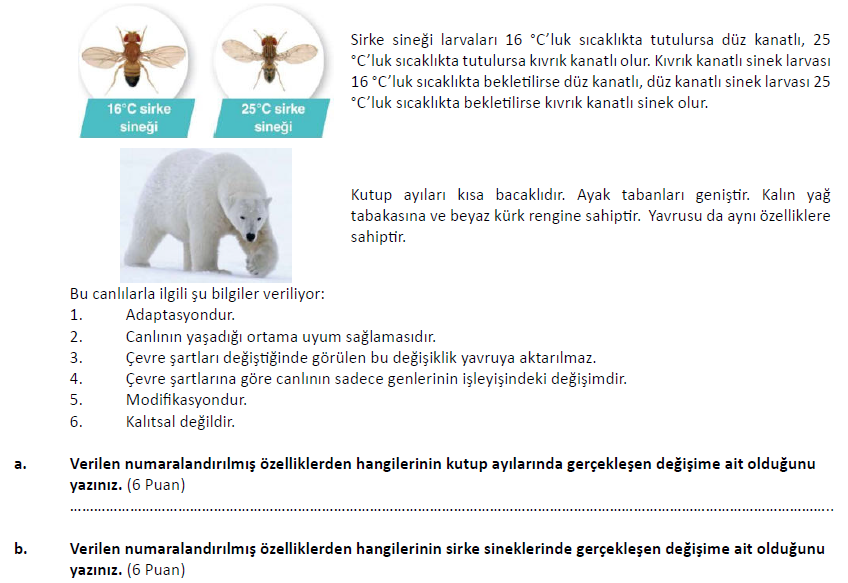 16°C sirke
sineği
25°C sirke
sineği
Sirke sineği larvaları 16 °C’luk sıcaklıkta tutulursa düz kanatlı, 25
°C’luk sıcaklıkta tutulursa kıvrık kanatlı olur. Kıvrık kanatlı sinek larvası
16 °C’luk sıcaklıkta bekletilirse düz kanatlı, düz kanatlı sinek larvası 25
°C’luk sıcaklıkta bekletilirse kıvrık kanatlı sinek olur.
Kutup ayıları kısa bacaklıdır. Ayak tabanları geniştir. Kalın yağ
tabakasına ve beyaz kürk rengine sahiptir. Yavrusu da aynı özelliklere
sahiptir.
Bu canlılarla ilgili şu bilgiler veriliyor:
1. Adaptasyondur.
2. Canlının yaşadığı ortama uyum sağlamasıdır.
3. Çevre şartları değiştiğinde görülen bu değişiklik yavruya aktarılmaz.
4. Çevre şartlarına göre canlının sadece genlerinin işleyişindeki değişimdir.
5. Modifikasyondur.
6. Kalıtsal değildir.
a. Verilen numaralandırılmış özelliklerden hangilerinin kutup ayılarında gerçekleşen değişime ait olduğunu
yazınız. (6 Puan)
……………………………………………………………………………………………………………………………………………………..
b. Verilen numaralandırılmış özelliklerden hangilerinin sirke sineklerinde gerçekleşen değişime ait olduğunu
yazınız. (6 Puan)